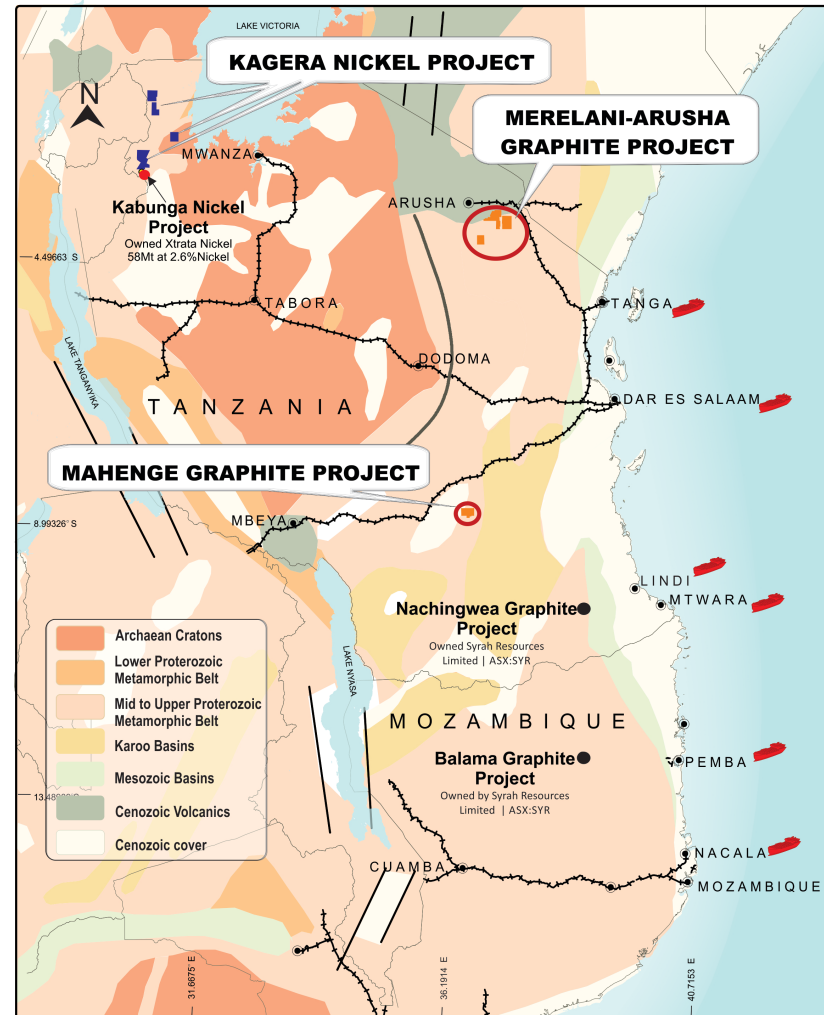 LAKE VICTORIA
KAGERA NICKEL PROJECT
N
MERELANI-ARUSHA
GRAPHITE PROJECT
MWANZA
ARUSHA
Kabunga Nickel
Project
Owned Xtrata Nickel
58Mt at 2.6%Nickel
4.49663 S
TABORA
TANGA
LAKE TANGANYIKA
DODOMA
TANZANIA
DAR ES SALAAM
MAHENGE GRAPHITE PROJECT
8.99326° S
MBEYA
LINDI
MTWARA
Nachingwea Graphite
Project
Owned Syrah Resources
Limited | ASX:SYR
LAKE NYASA
Archaean Cratons
Lower Proterozoic
Metamorphic Belt
Mid to Upper Proterozoic
Metamorphic Belt
Karoo Basins
Mesozoic Basins
Cenozoic Volcanics
Cenozoic cover
MOZAMBIQUE
Balama Graphite
Project
Owned by Syrah Resources
Limited | ASX:SYR
PEMBA
NACALA
CUAMBA
MOZAMBIQUE
31.6675° E
36.1914 E
40.7153 E